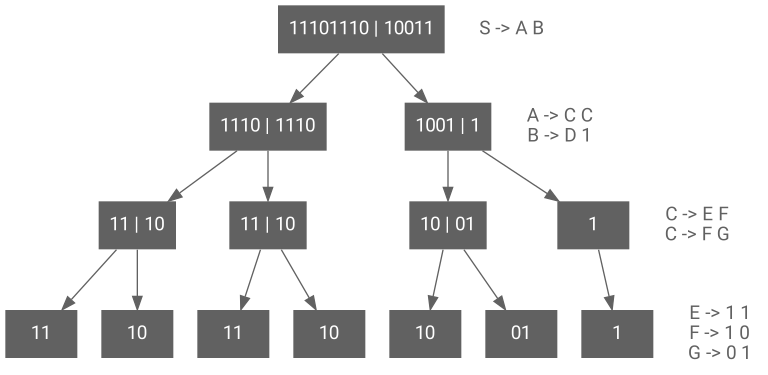 11101110 | 10011
S -> A B
1110 | 1110
1001 | 1
A -> C C
B -> D 1
11 | 10
11 | 10
10 | 01
1
C -> E F
C -> F G
11
10
11
10
10
01
1
E -> 1 1
F -> 1 0
G -> 0 1